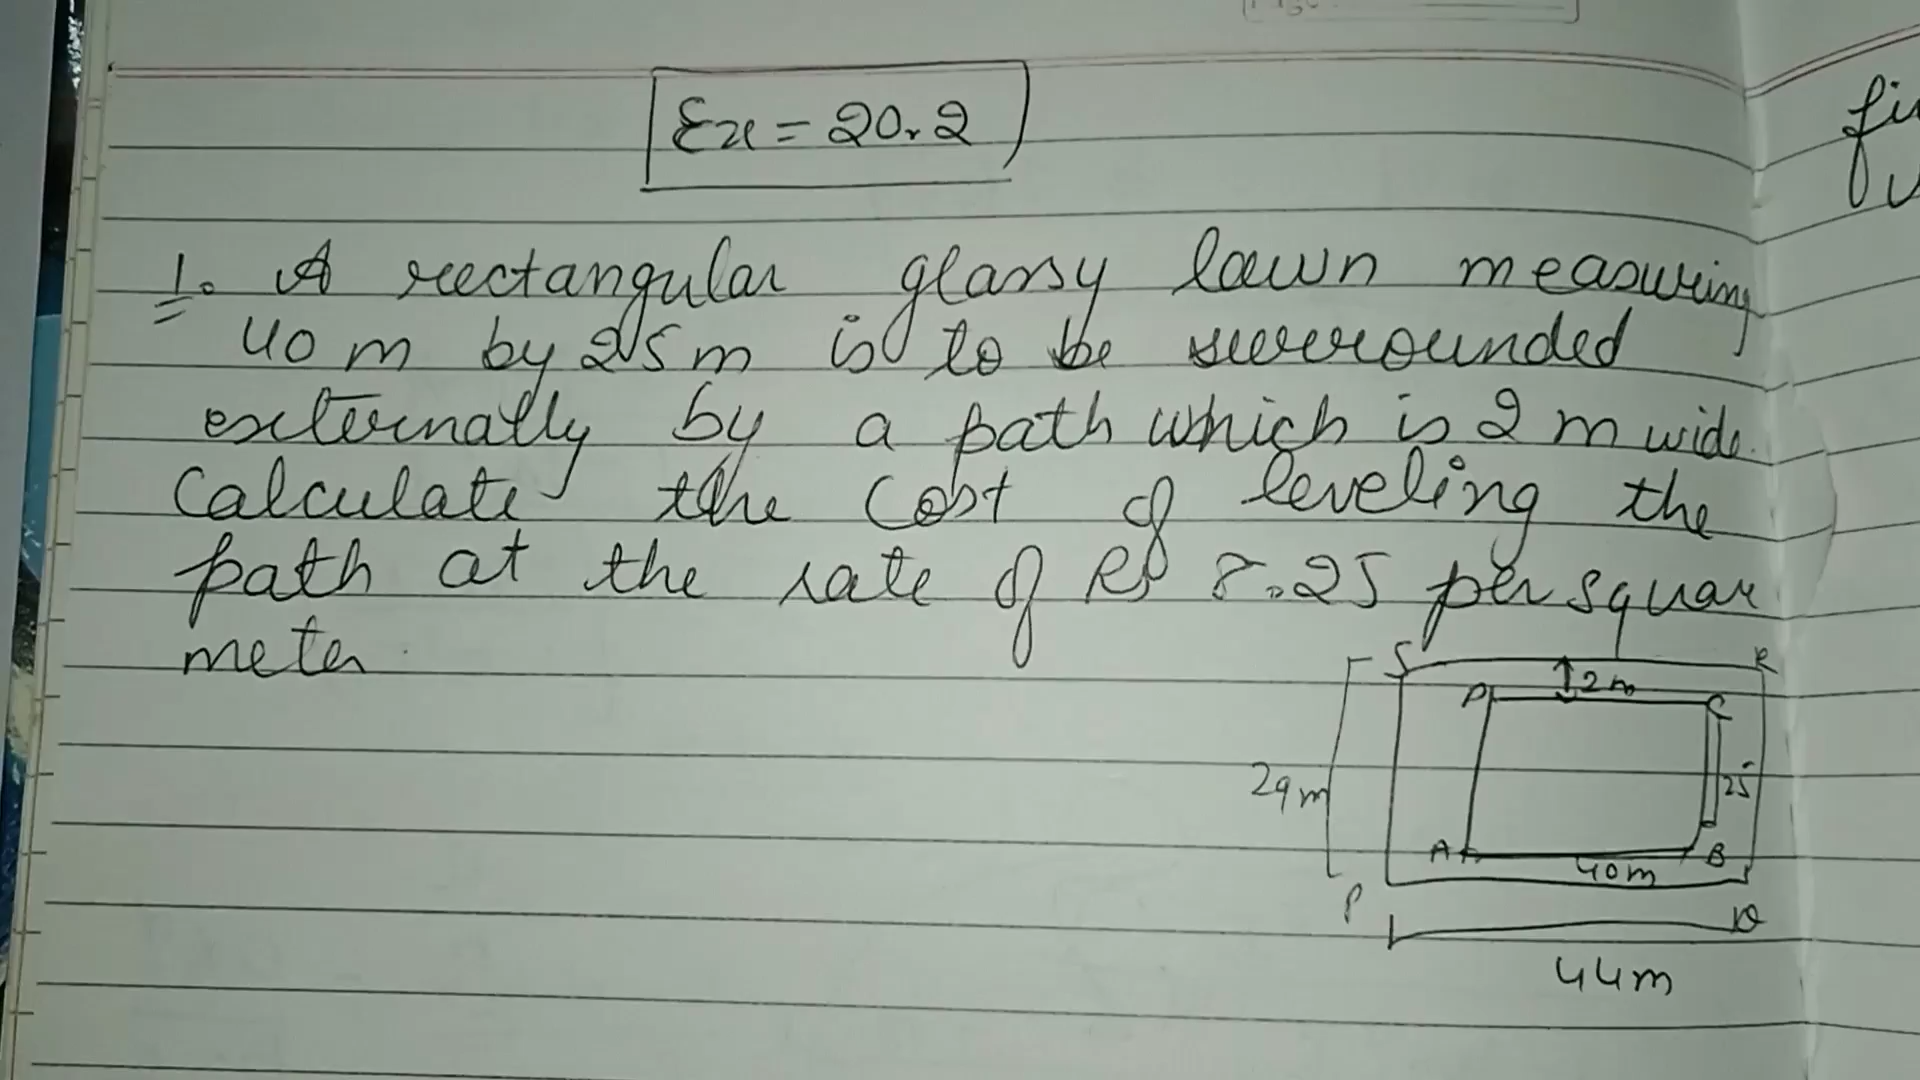 Ex = 20.2
1. A rectangular glassy lawn measuring
40 m by 25 m is to be surrounded
externally by a path which is 2 m wide.
Calculate the cost of leveling the
path at the rate of Rs 8.25 per square
meter.
S R
2 m
D C
29 m
25
A B
40m
P Q
44m